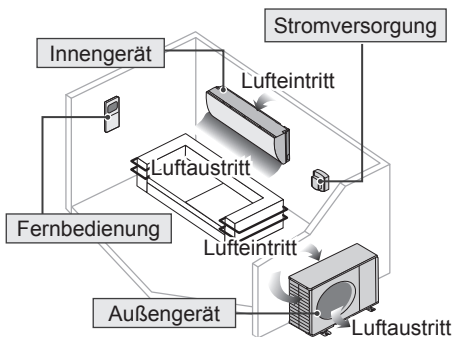 Stromversorgung
Innengerät
Lufteintritt
Luftaustritt
Fernbedienung
Lufteintritt
Außengerät
Luftaustritt